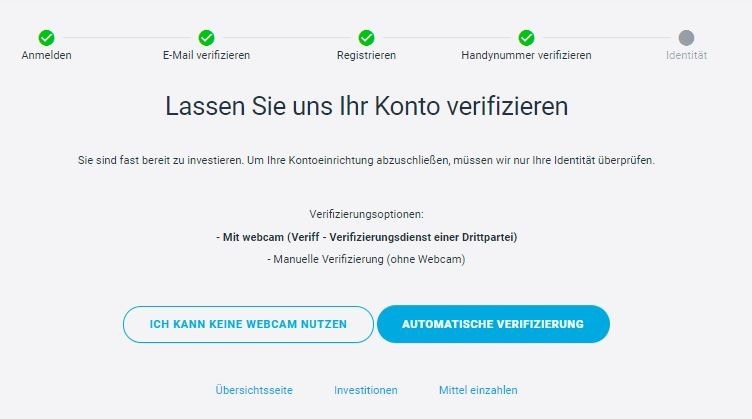 Anmelden E-Mail verifizieren Registrieren Handynummer verifizieren Identität
Lassen Sie uns Ihr Konto verifizieren
Sie sind fast bereit zu investieren. Um Ihre Kontoeinrichtung abzuschließen, müssen wir nur Ihre Identität überprüfen.
Verifizierungsoptionen:
- Mit webcam (Veriff - Verifizierungsdienst einer Drittpartei)
- Manuelle Verifizierung (ohne Webcam)
ICH KANN KEINE WEBCAM NUTZEN AUTOMATISCHE VERIFIZIERUNG
Übersichtsseite Investitionen Mittel einzahlen